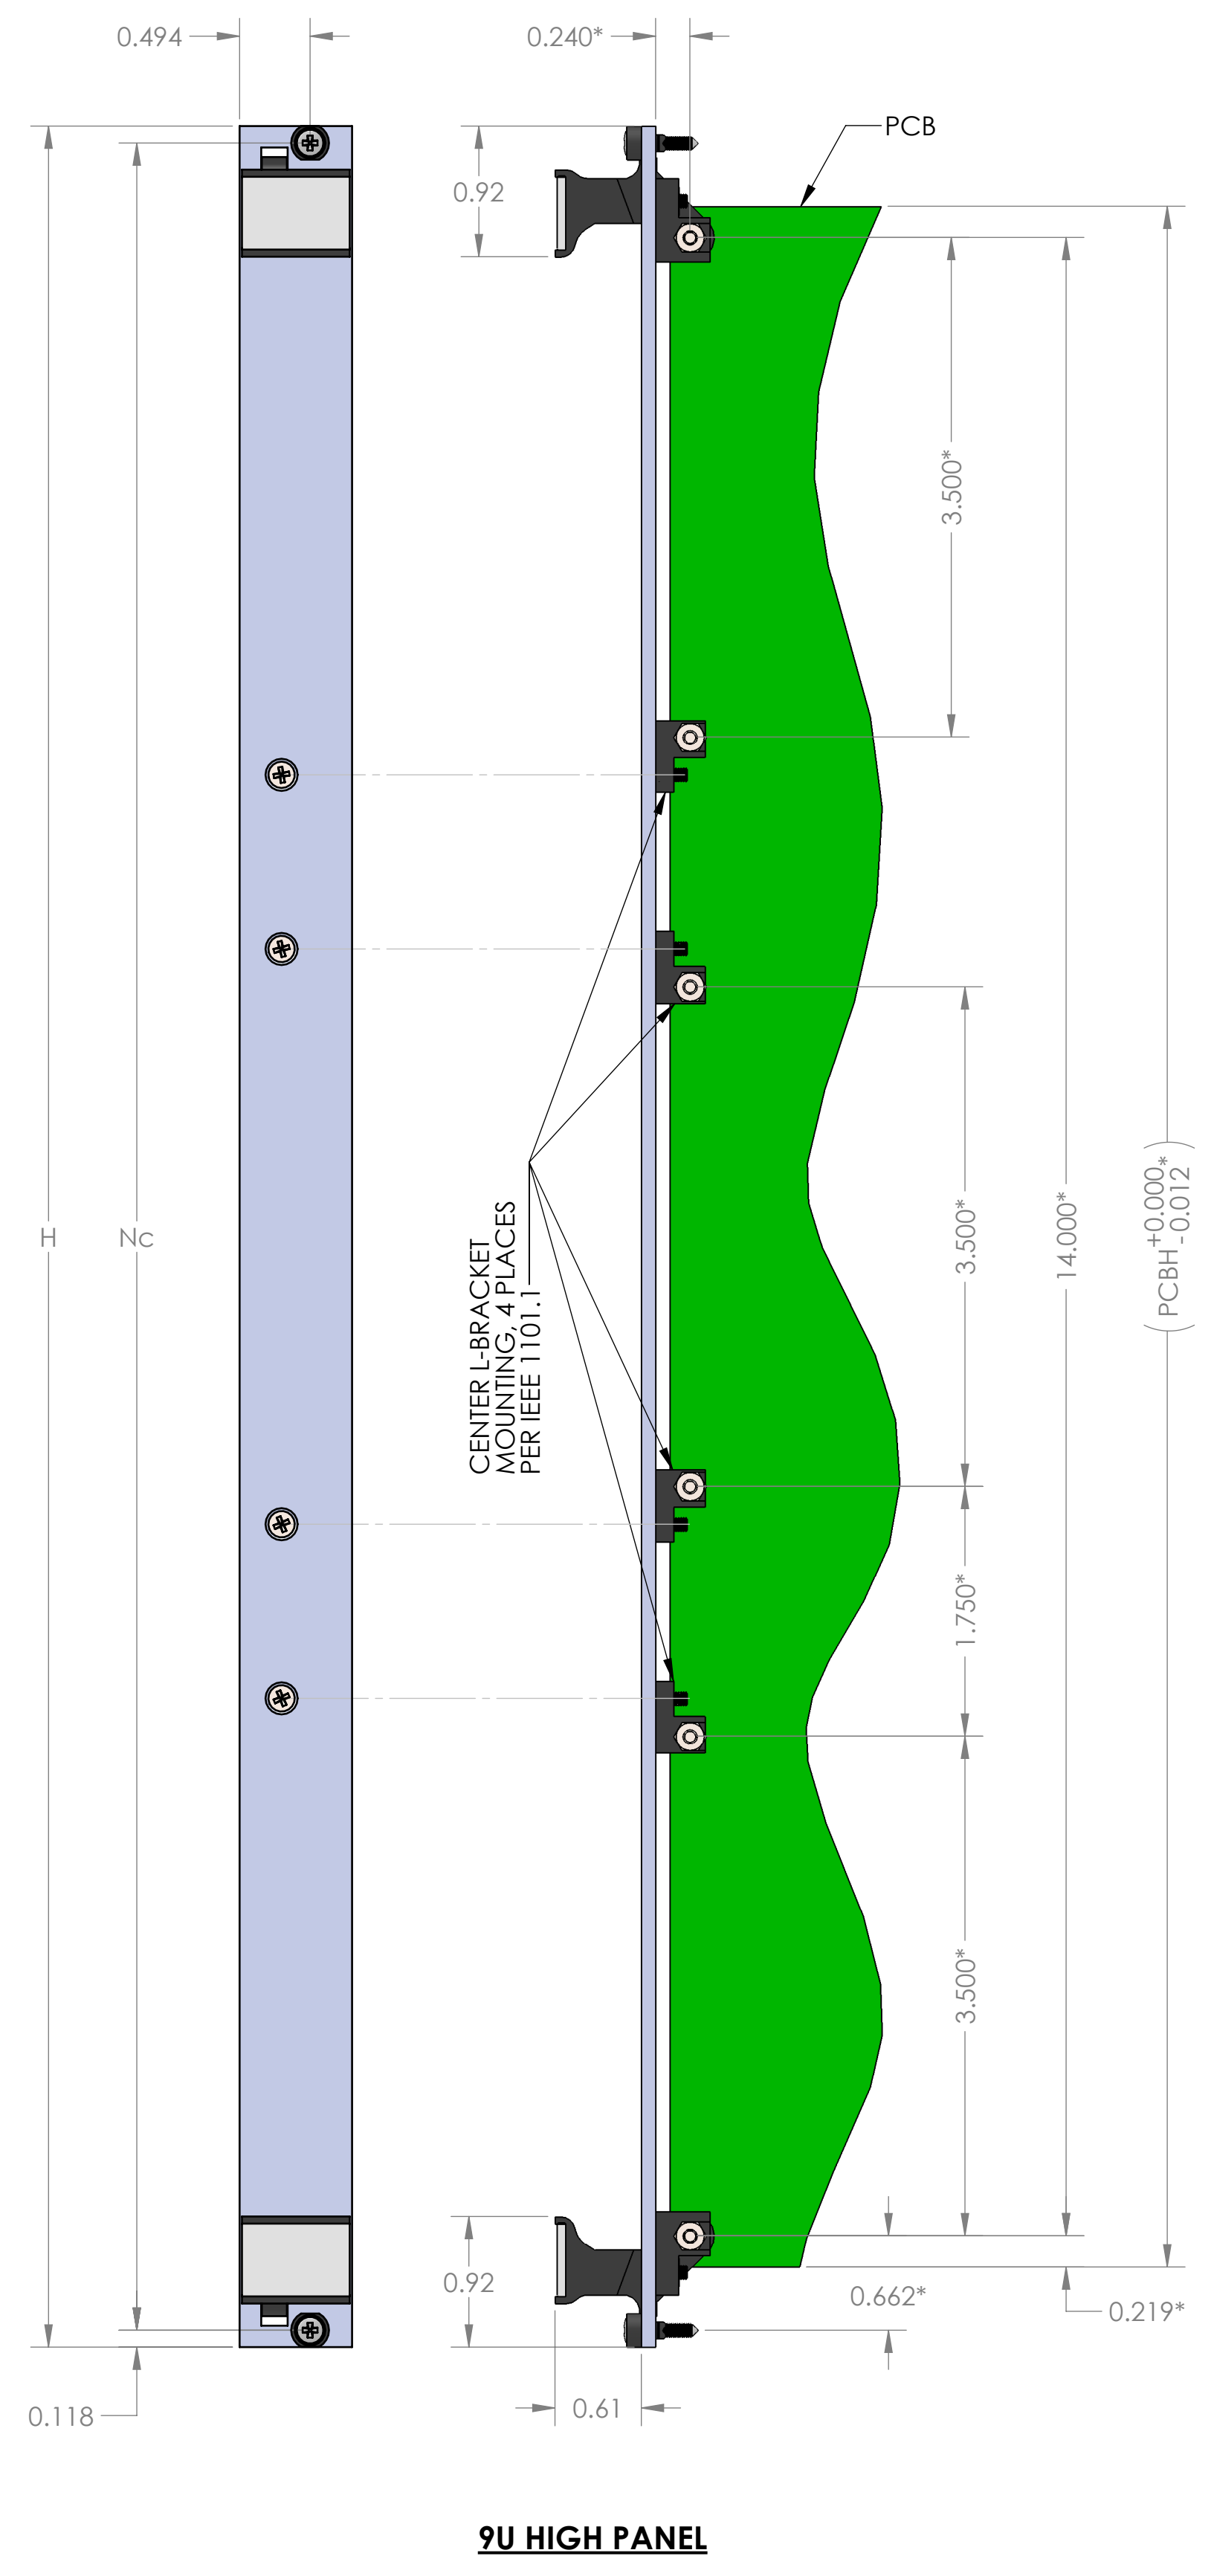 0.494
0.240*
PCB
0.92
3.500*
CENTER L-BRACKET
MOUNTING, 4 PLACES
PER IEEE 1101.1
H
Nc
3.500*
14.000*
(PCBH +0.000*
-0.012)
1.750*
3.500*
0.92
0.662*
0.219*
0.61
0.118
9U HIGH PANEL